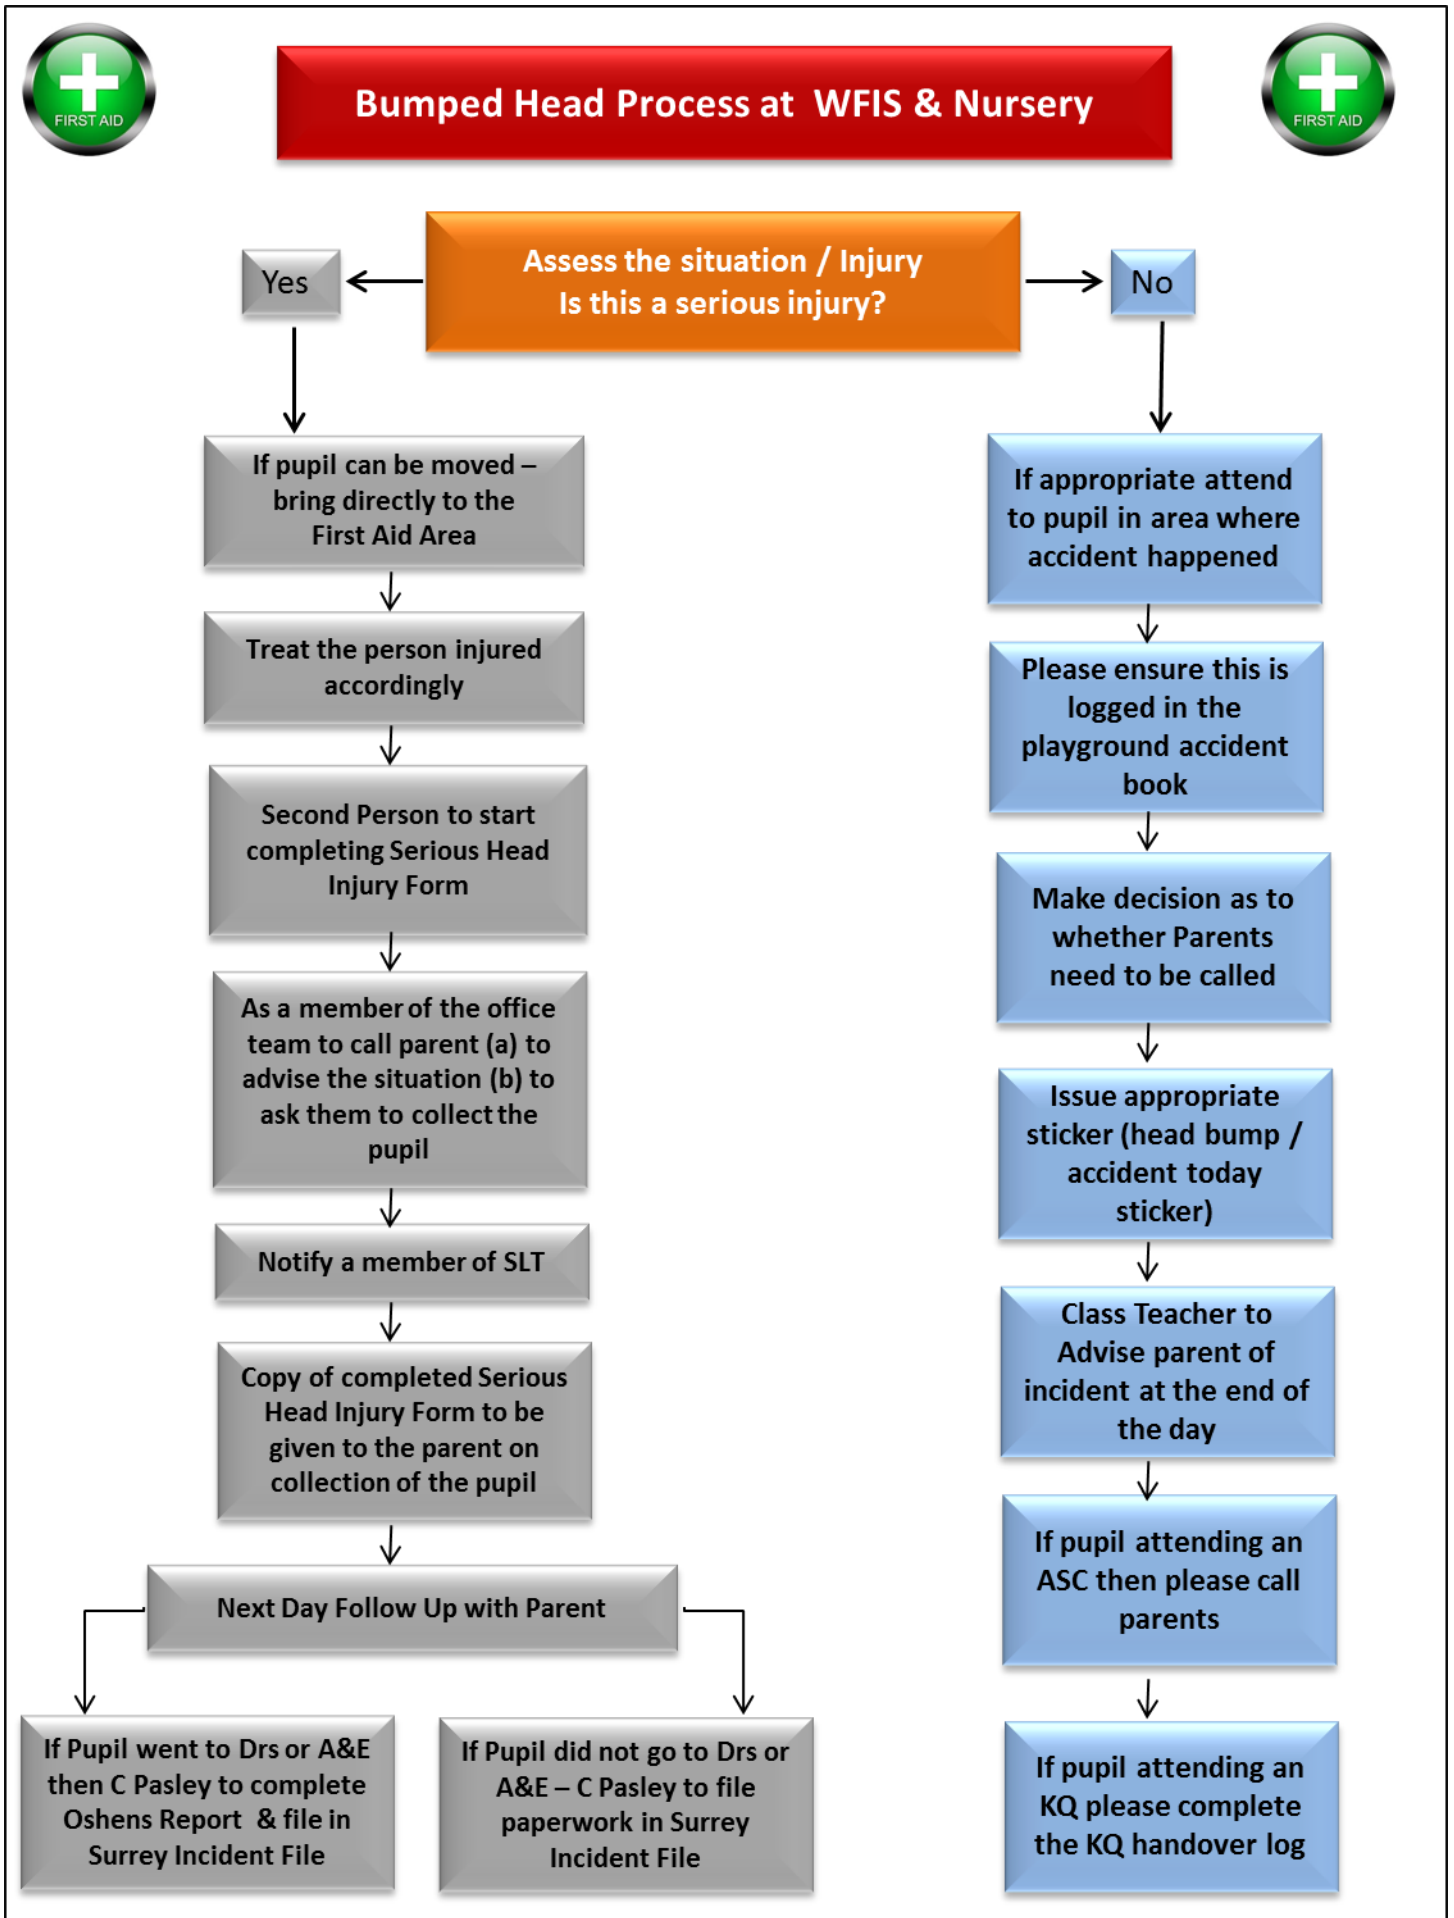 FIRST AID
Bumped Head Process at WFIS & Nursery
FIRST AID
Assess the situation / Injury
Is this a serious injury?
Yes
No
If pupil can be moved –
bring directly to the
First Aid Area
Treat the person injured
accordingly
Second Person to start
completing Serious Head
Injury Form
As a member of the office
team to call parent (a) to
advise the situation (b) to
ask them to collect the
pupil
Notify a member of SLT
Copy of completed Serious
Head Injury Form to be
given to the parent on
collection of the pupil
Next Day Follow Up with Parent
If Pupil went to Drs or A&E
then C Pasley to complete
Oshens Report & file in
Surrey Incident File
If Pupil did not go to Drs or
A&E – C Pasley to file
paperwork in Surrey
Incident File
If appropriate attend
to pupil in area where
accident happened
Please ensure this is
logged in the
playground accident
book
Make decision as to
whether Parents
need to be called
Issue appropriate
sticker (head bump /
accident today
sticker)
Class Teacher to
Advise parent of
incident at the end of
the day
If pupil attending an
ASC then please call
parents
If pupil attending an
KQ please complete
the KQ handover log